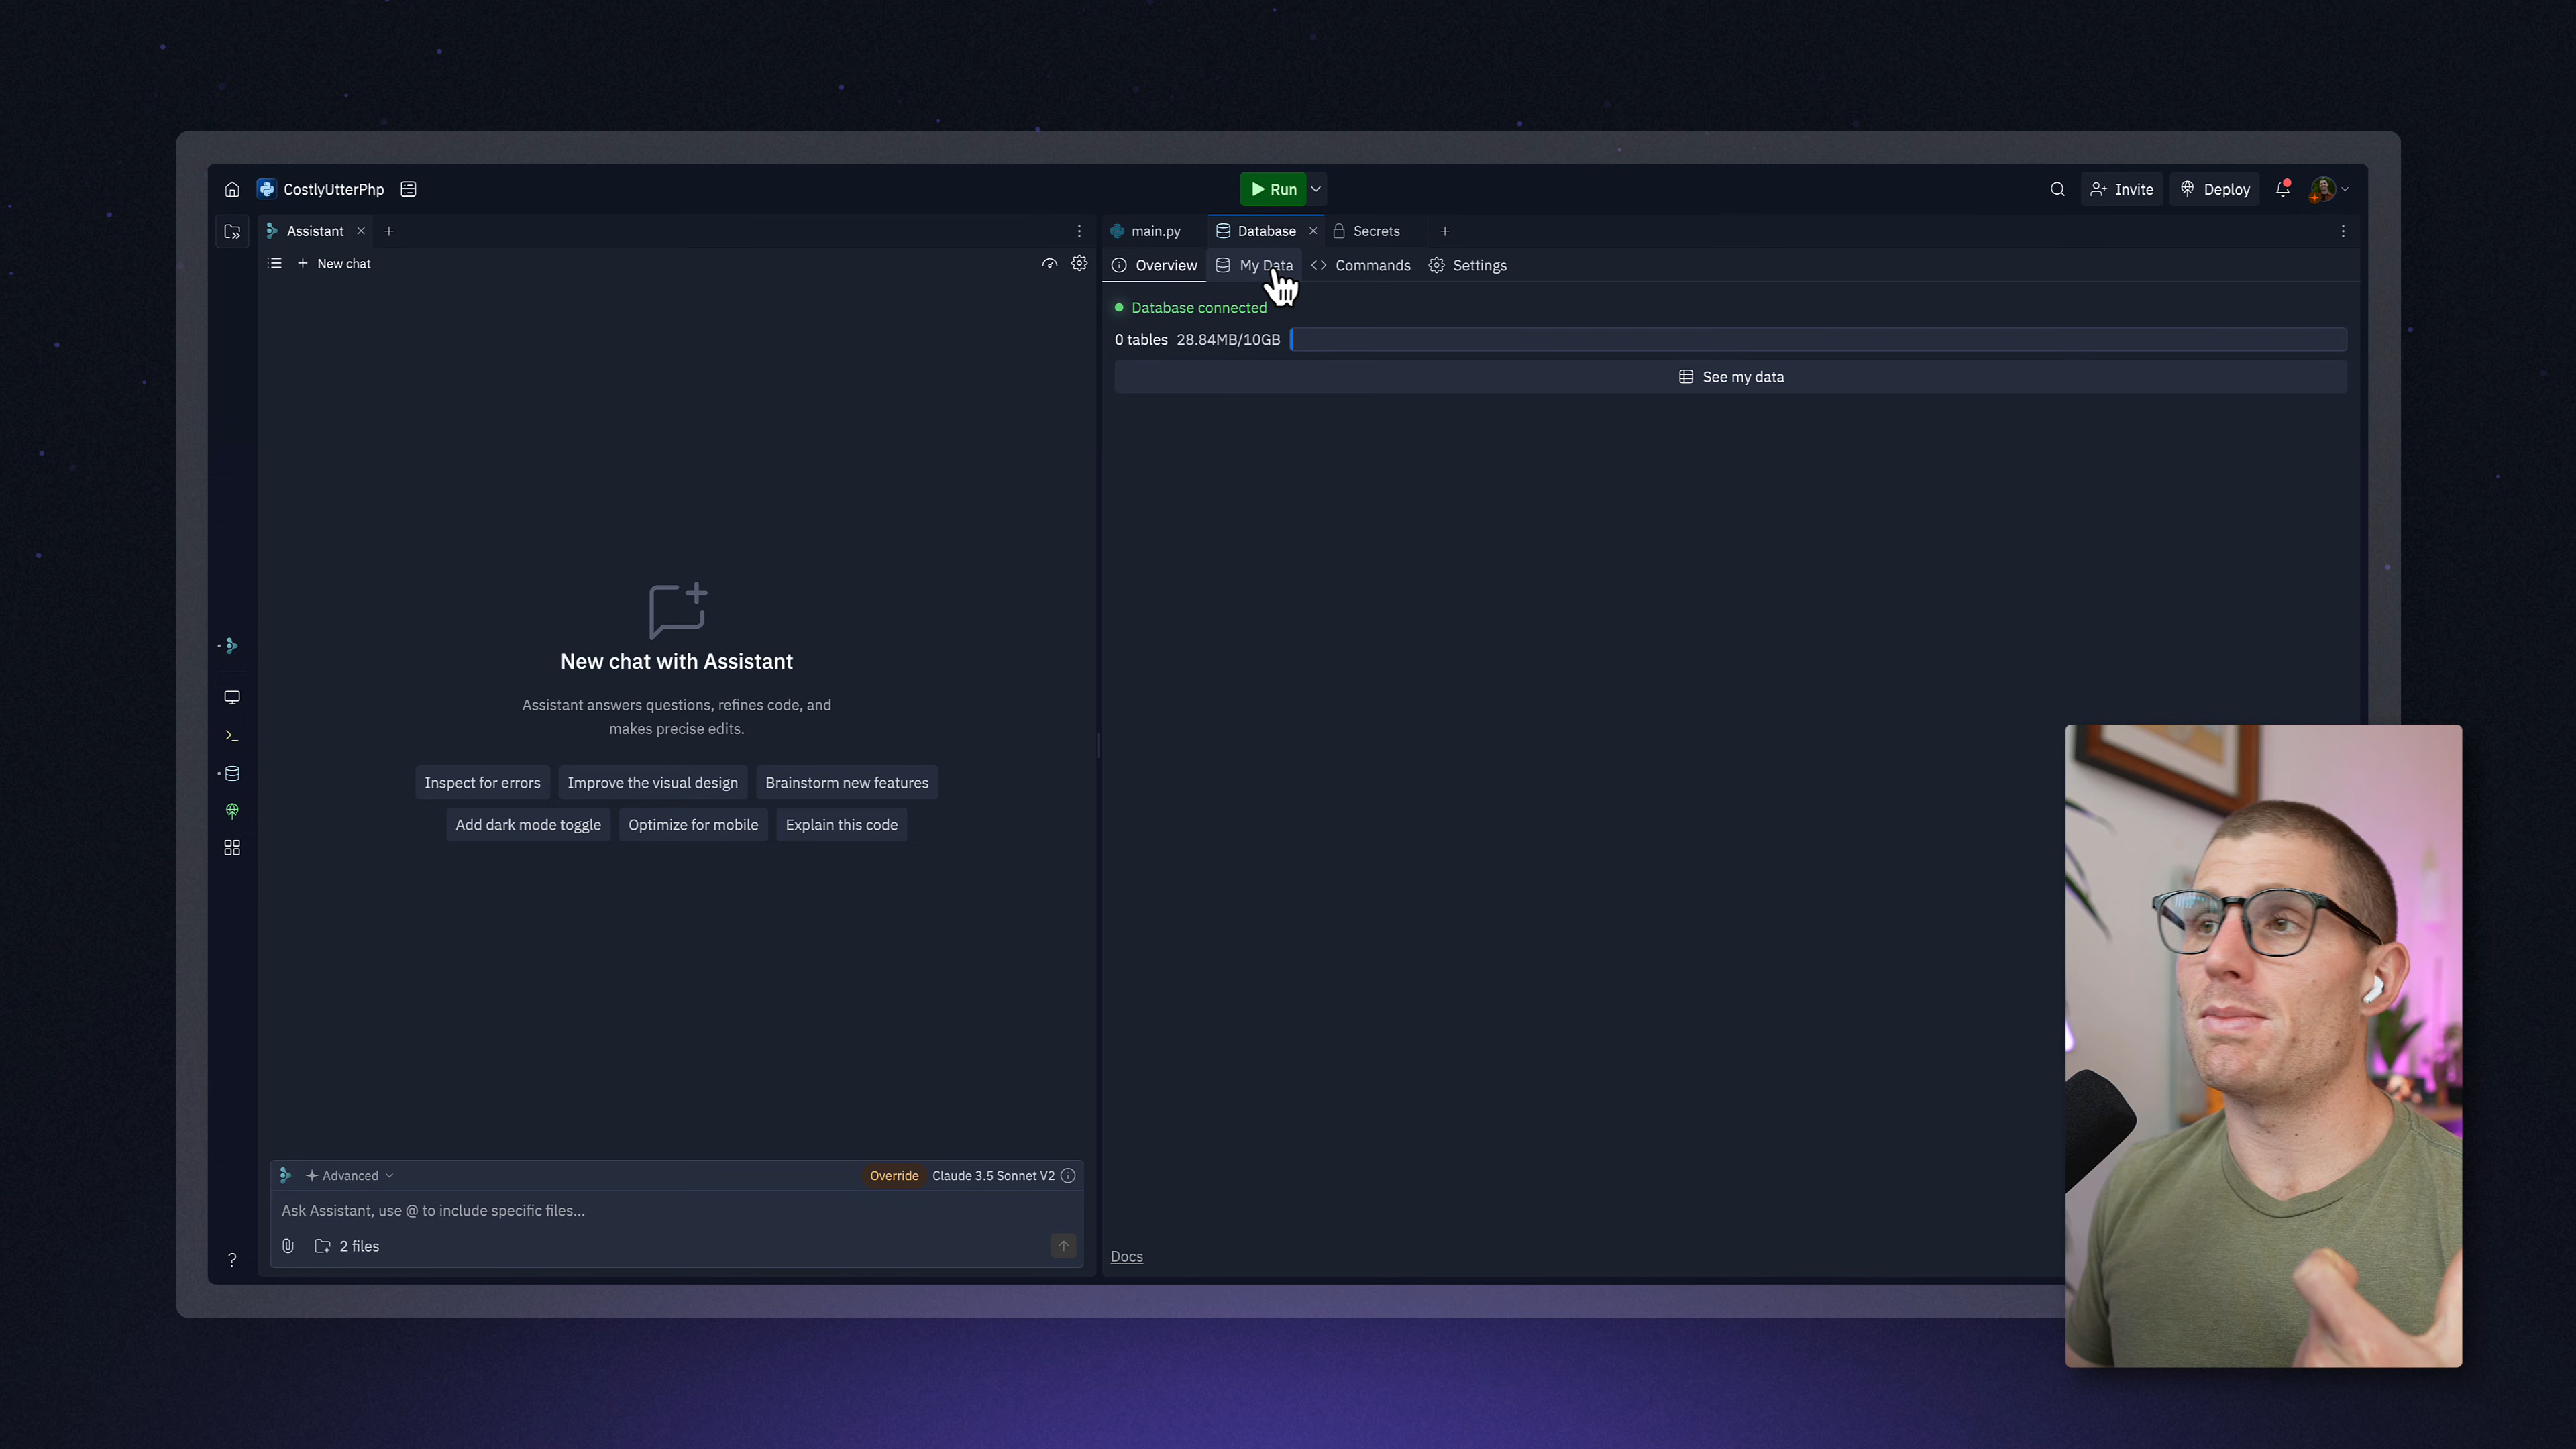 CostlyUtterPhp
Run
Invite
Deploy
Assistant
main.py
Database
Secrets
New chat
Overview
My Data
Commands
Settings
Database connected
0 tables 28.84MB/10GB
See my data
New chat with Assistant
Assistant answers questions, refines code, and
makes precise edits.
Inspect for errors
Improve the visual design
Brainstorm new features
Add dark mode toggle
Optimize for mobile
Explain this code
Advanced
Override
Claude 3.5 Sonnet V2
Ask Assistant, use @ to include specific files...
2 files
Docs